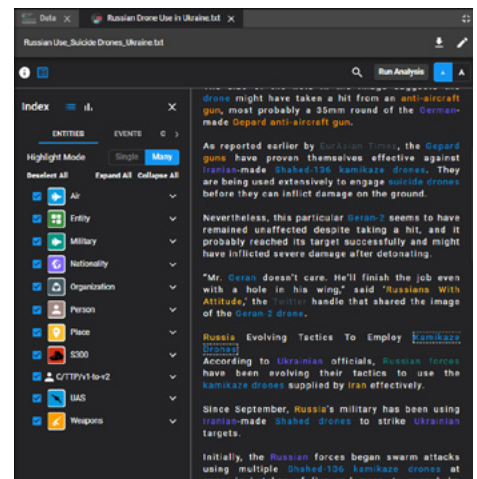 Data
Russian Drone Use in Ukraine.txt
Russian Use_Suicide Drones_Ukraine.txt
Run Analysis
A
A
Index
ENTITIES EVENTS
Highlight Mode Single Many
Deselect All Expand All Collapse All
Air
Entity
Military
Nationality
Organization
Person
Place
S300
C/TTP/v1-to-v2
UAS
Weapons
drone might have taken a hit from an anti-aircraft
gun, most probably a 35mm round of the German-
made Gepard anti-aircraft gun.
As reported earlier by EurAsian Times, the Gepard
guns have proven themselves effective against
Iranian-made Shahed-136 kamikaze drones. They
are being used extensively to engage suicide drones
before they can inflict damage on the ground.
Nevertheless, this particular Geran-2 seems to have
remained unaffected despite taking a hit, and it
probably reached its target successfully and might
have inflicted severe damage after detonating.
"Mr. Geran doesn't care. He'll finish the job even
with a hole in his wing," said 'Russians With
Attitude,' the Twitter handle that shared the image
of the Geran-2 drone.
Russia Evolving Tactics To Employ Kamikaze
Drones
According to Ukrainian officials, Russian forces
have been evolving their tactics to use the
kamikaze drones supplied by Iran effectively.
Since September, Russia's military has been using
Iranian-made Shahed drones to strike Ukrainian
targets.
Initially, the Russian forces began swarm attacks
using multiple Shahed-136 kamikaze drones at